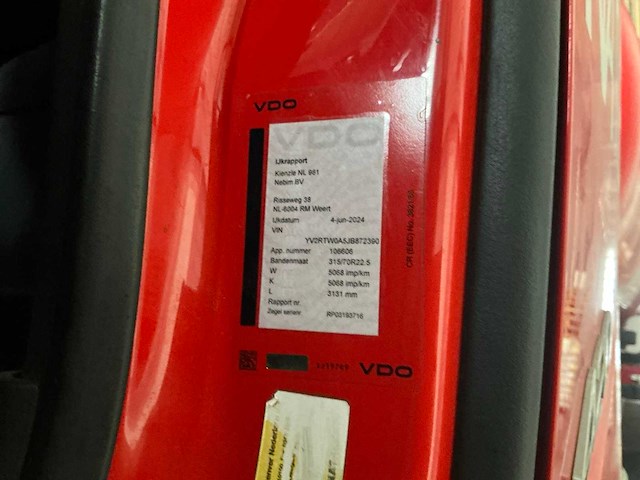 VDO
VDO
IJkrapport
Kienzle NL 981
Nebim BV
Risseweg 38
NL-6004 RM Weert
IJkdatum 4-jun-2024
VIN
YV2RTW0A5JB872390
App. nummer 108606
Bandenmaat 315/70R22.5
W 5068 imp/km
K 5068 imp/km
L 3131 mm
Rapport nr.
Zegel serienr. RP03193716
VDO